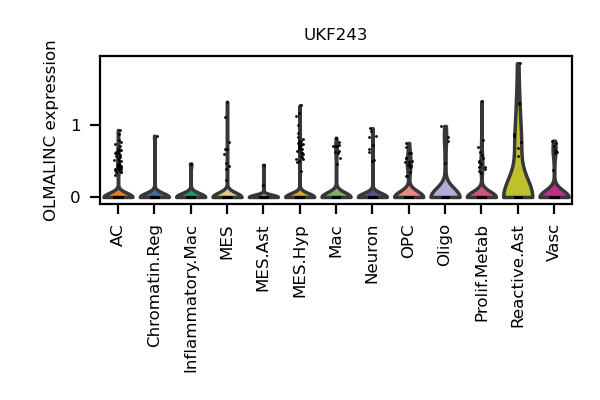 UKF243
OLMALINC expression
1
0
AC
Chromatin.Reg
Inflammatory.Mac
MES
MES.Ast
MES.Hyp
Mac
Neuron
OPC
Oligo
Prolif.Metab
Reactive.Ast
Vasc